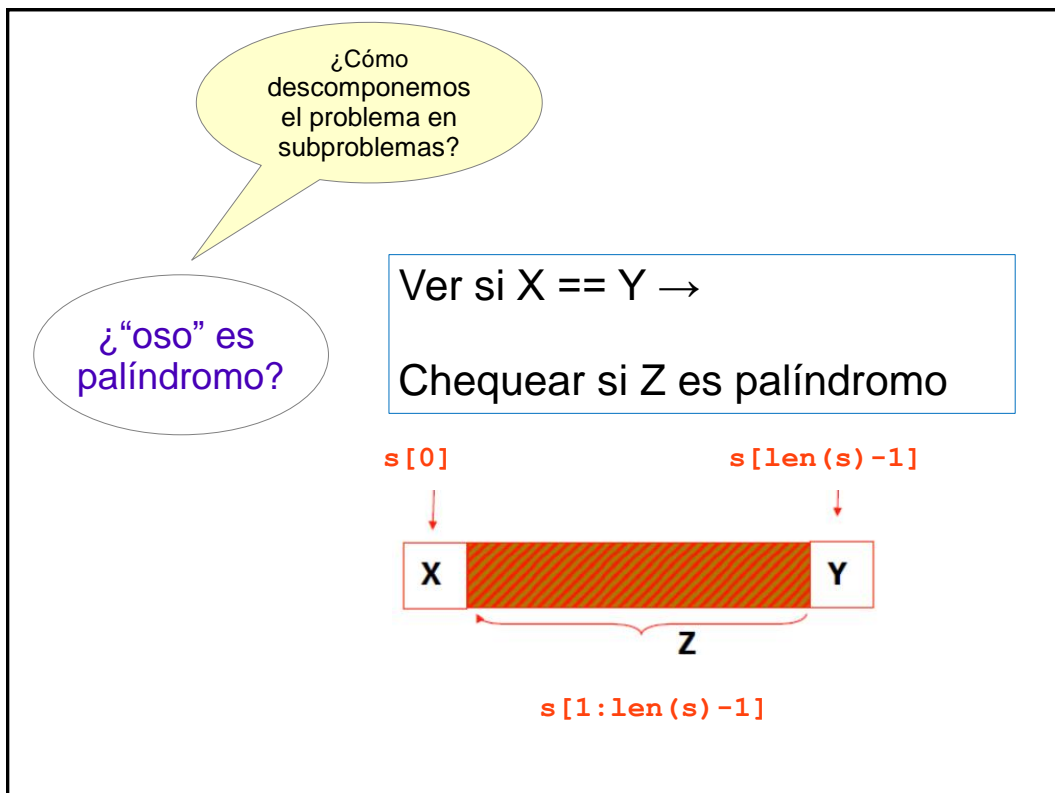 ¿Cómo
descomponemos
el problema en
subproblemas?
¿“oso” es
palíndromo?
Ver si X == Y →
Chequear si Z es palíndromo
s[0]
s[len(s)-1]
X
Y
Z
s[1:len(s)-1]